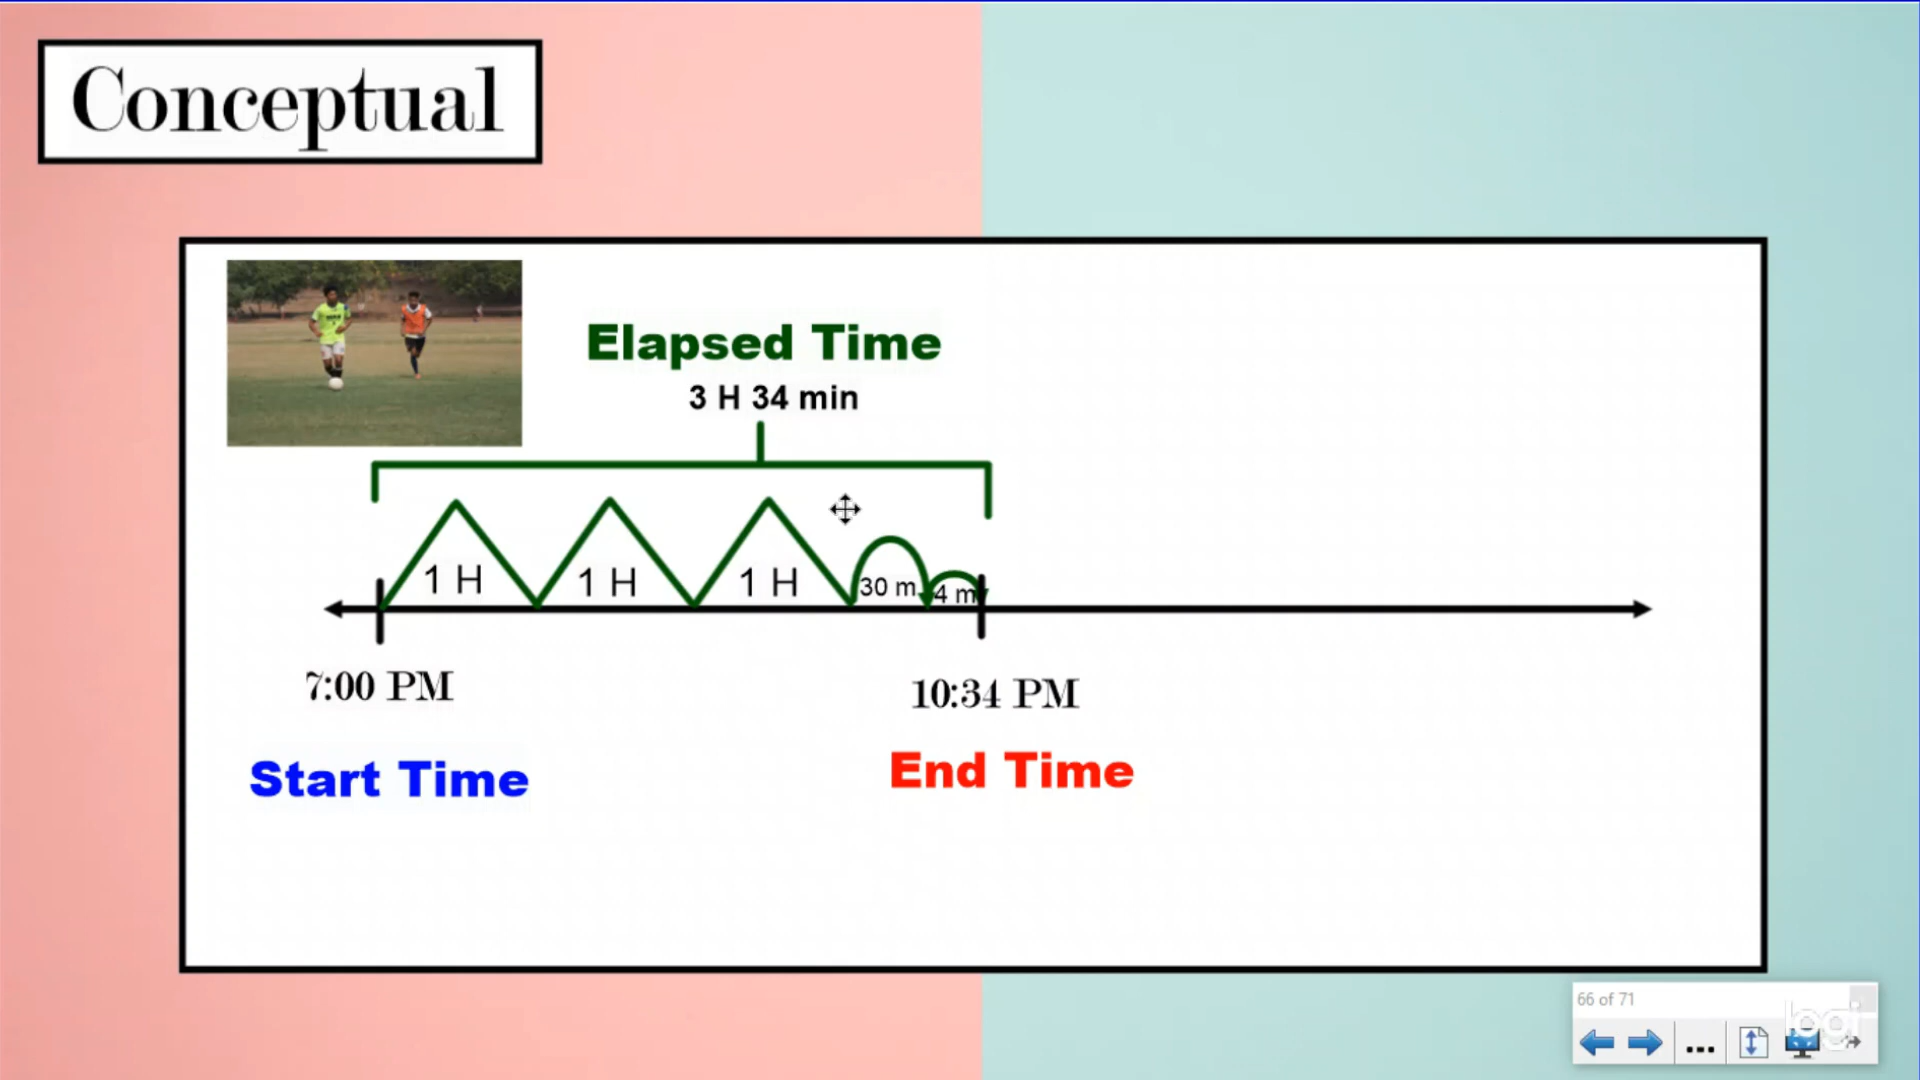 Conceptual
Elapsed Time
3 H 34 min
1 H
1 H
1 H
30 m
4 m
7:00 PM
10:34 PM
Start Time
End Time
66 of 71
logi